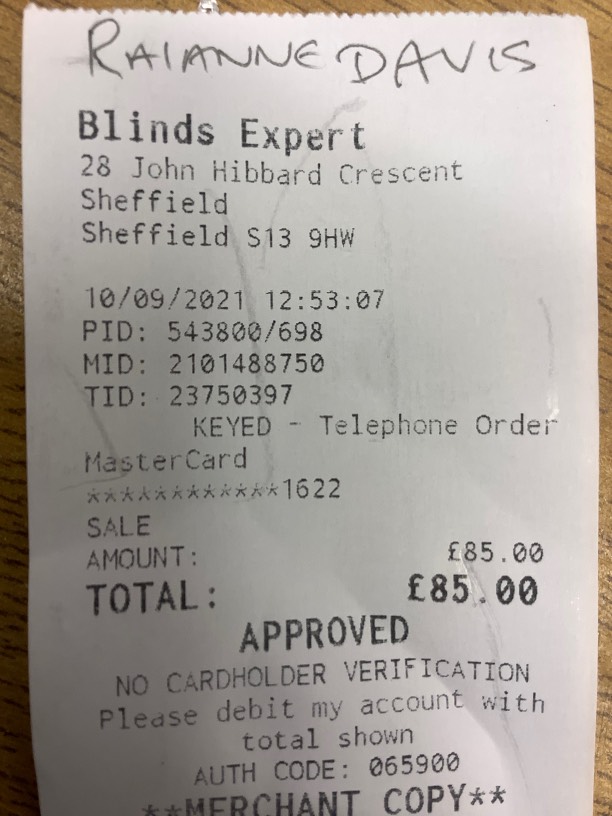 RAIANNE DAVIS
Blinds Expert
28 John Hibbard Crescent
Sheffield
Sheffield S13 9HW
10/09/2021 12:53:07
PID: 543800/698
MID: 2101488750
TID: 23750397
KEYED - Telephone Order
MasterCard
************1622
SALE
AMOUNT: £85.00
TOTAL: £85.00
APPROVED
NO CARDHOLDER VERIFICATION
Please debit my account with
total shown
AUTH CODE: 065900
**MERCHANT COPY**